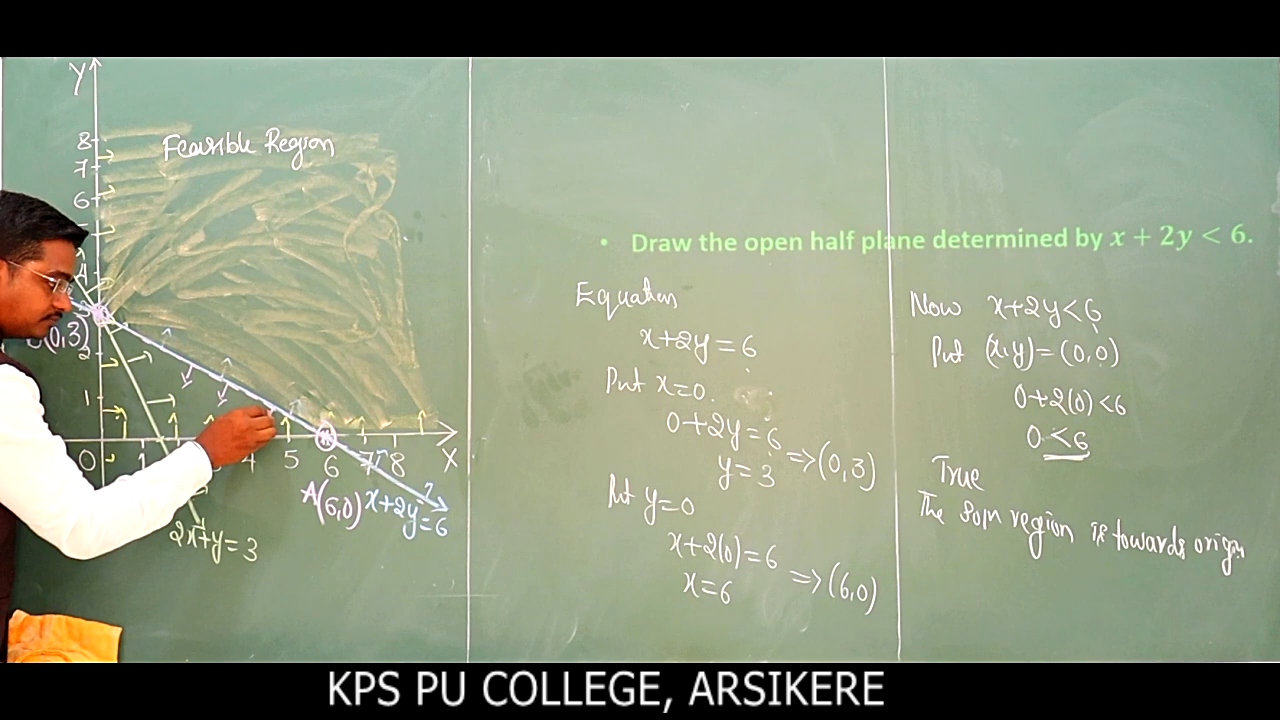 Y
Feasible Region
8
7
6
4
(0,3)
2
1
0 1 4 5 6 7 8 X
A(6,0)
x+2y=6
2x+y=3
• Draw the open half plane determined by x + 2y < 6.
Equation
x+2y=6
Put x=0.
0+2y=6
y=3 => (0,3)
Put y=0
x+2(0)=6
x=6 => (6,0)
Now x+2y<6
Put (x,y)=(0,0)
0+2(0)<6
0<6
True
The soln region is towards origin
KPS PU COLLEGE, ARSIKERE